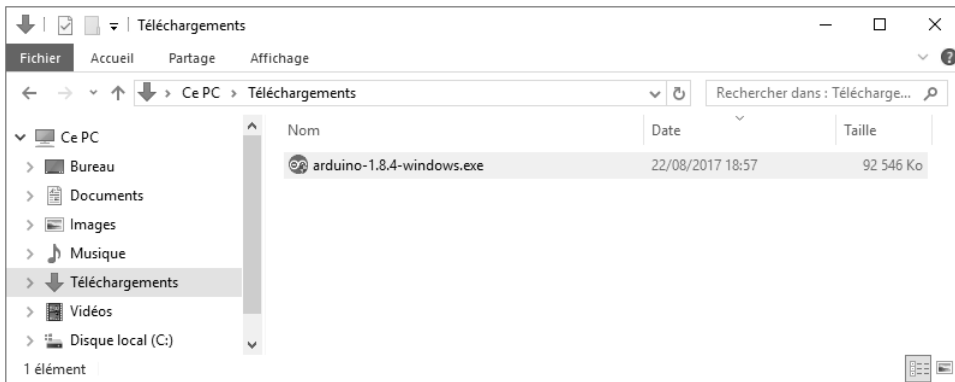 Téléchargements
Fichier Accueil Partage Affichage
Ce PC Téléchargements Rechercher dans : Télécharge...
Nom Date Taille
Ce PC
arduino-1.8.4-windows.exe 22/08/2017 18:57 92 546 Ko
Bureau
Documents
Images
Musique
Téléchargements
Vidéos
Disque local (C:)
1 élément